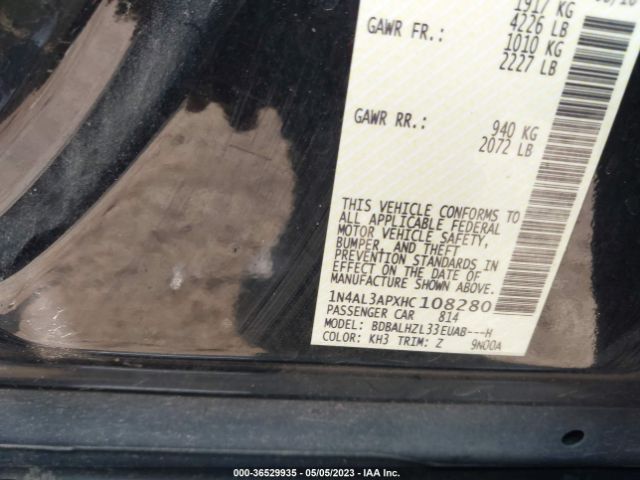 1917 KG
4226 LB
GAWR FR.:
1010 KG
2227 LB
GAWR RR.:
940 KG
2072 LB
THIS VEHICLE CONFORMS TO
ALL APPLICABLE FEDERAL
MOTOR VEHICLE SAFETY,
BUMPER, AND THEFT
PREVENTION STANDARDS IN
EFFECT ON THE DATE OF
MANUFACTURE SHOWN ABOVE.
1N4AL3APXHC 108280
PASSENGER CAR 814
MODEL: BDBALHZL33EUAB---H
COLOR: KH3 TRIM: Z 9N00A
000-36529935 - 05/05/2023 - IAA Inc.